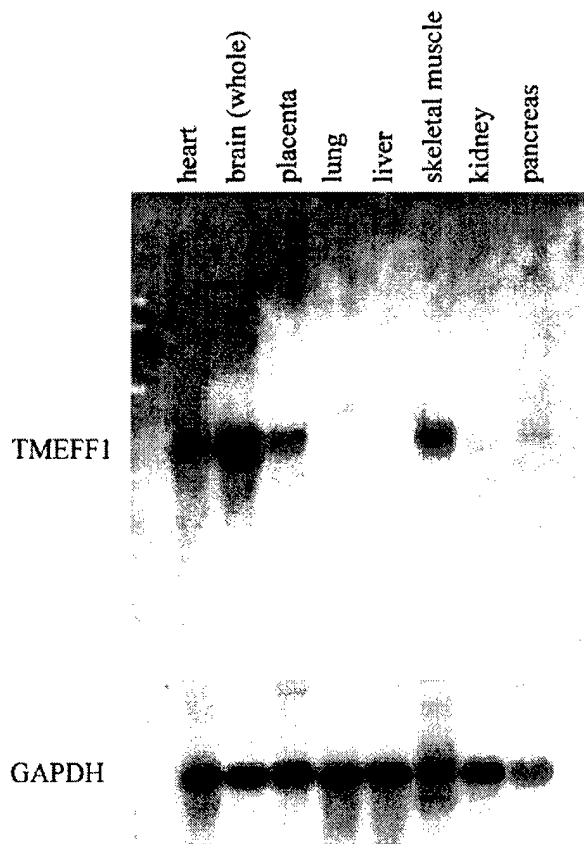 heart
brain (whole)
placenta
lung
liver
skeletal muscle
kidney
pancreas
TMEFF1
GAPDH